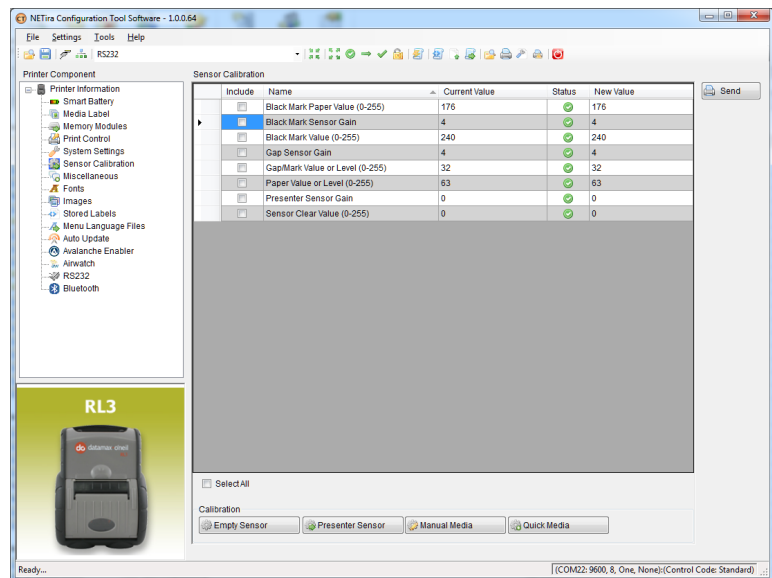 NETira Configuration Tool Software - 1.0.0.64
File Settings Tools Help
RS232
Printer Component
Printer Information
Smart Battery
Media Label
Memory Modules
Print Control
System Settings
Sensor Calibration
Miscellaneous
Fonts
Images
Stored Labels
Menu Language Files
Auto Update
Avalanche Enabler
Airwatch
RS232
Bluetooth
Sensor Calibration
Include Name Current Value Status New Value
Black Mark Paper Value (0-255) 176 176
Black Mark Sensor Gain 4 4
Black Mark Value (0-255) 240 240
Gap Sensor Gain 4 4
Gap/Mark Value or Level (0-255) 32 32
Paper Value or Level (0-255) 63 63
Presenter Sensor Gain 0 0
Sensor Clear Value (0-255) 0 0
Send
RL3
do datamax oneil
Select All
Calibration
Empty Sensor Presenter Sensor Manual Media Quick Media
Ready... (COM22: 9600, 8, One, None):(Control Code: Standard)